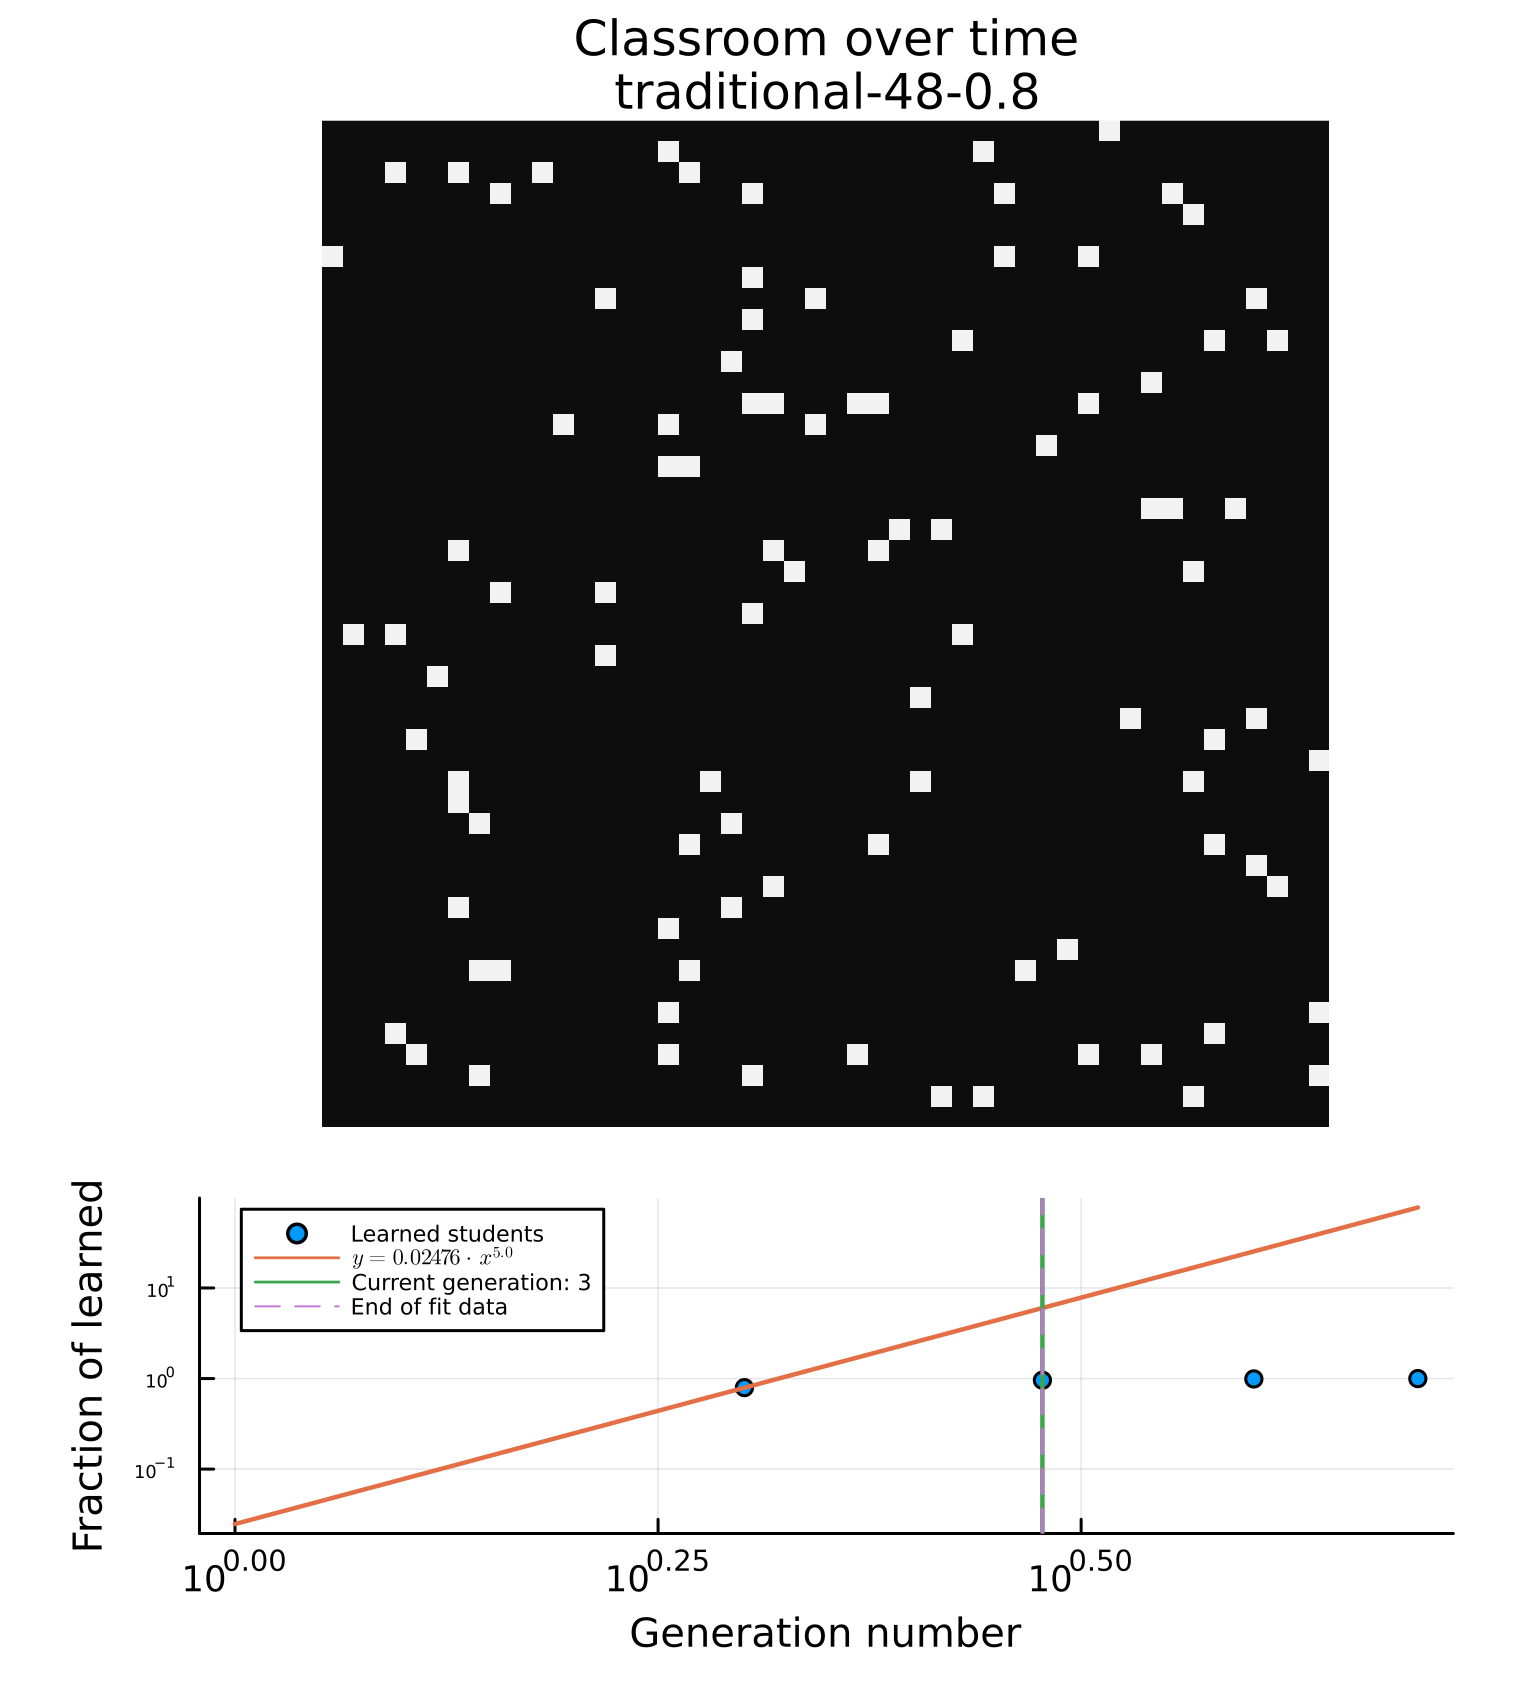 Classroom over time
traditional-48-0.8
Fraction of learned
Learned students
y = 0.02476 · x^5.0
Current generation: 3
End of fit data
10^1
10^0
10^−1
10^0.00
10^0.25
10^0.50
Generation number